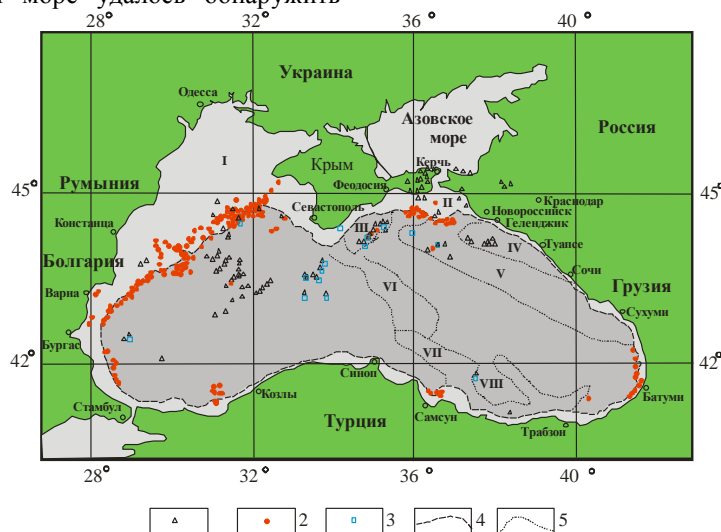 море удалось обнаружить
28° 32° 36° 40°
Украина
Одесса
Азовское
море
Россия
I
Крым
Керчь
Румыния
Феодосия
45° 45°
II
Краснодар
Севастополь
Новороссийск
Констанца
III
Геленджик
IV
Туапсе
Болгария
V
Сочи
VI
Грузия
Варна
Сухуми
Бургас
VII
42° 42°
Синоп
VIII
Козлы
Батуми
Стамбул
Самсун
Турция
Трабзон
28° 32° 36° 40°
2 3 4 5